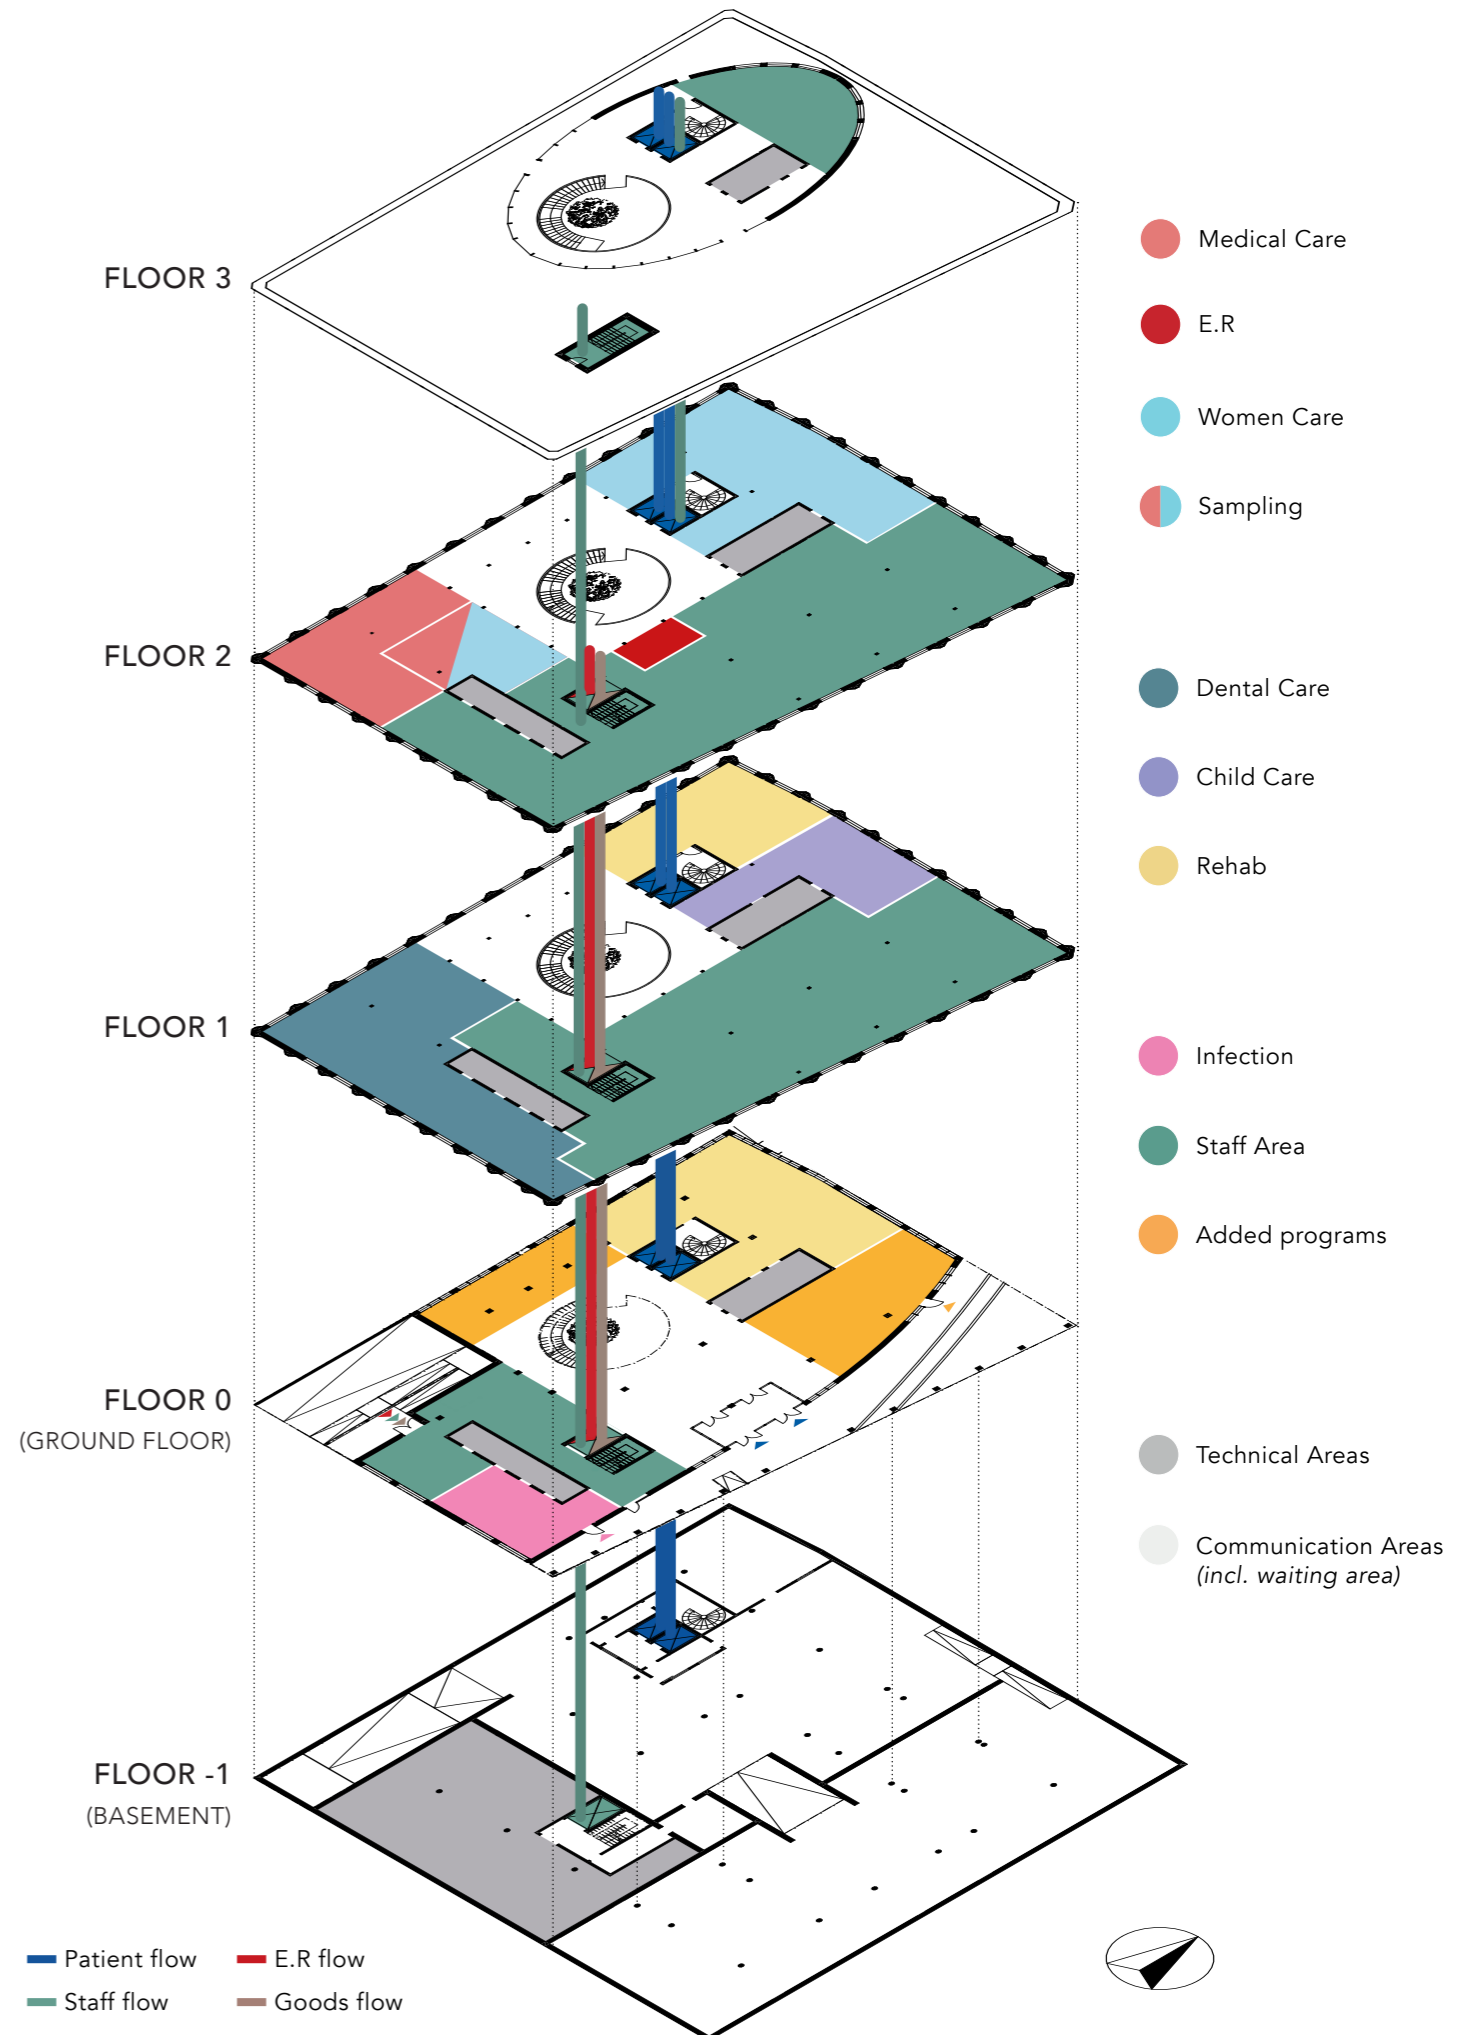 FLOOR 3
FLOOR 2
FLOOR 1
FLOOR 0
(GROUND FLOOR)
FLOOR -1
(BASEMENT)
Medical Care
E.R
Women Care
Sampling
Dental Care
Child Care
Rehab
Infection
Staff Area
Added programs
Technical Areas
Communication Areas
(incl. waiting area)
Patient flow
E.R flow
Staff flow
Goods flow